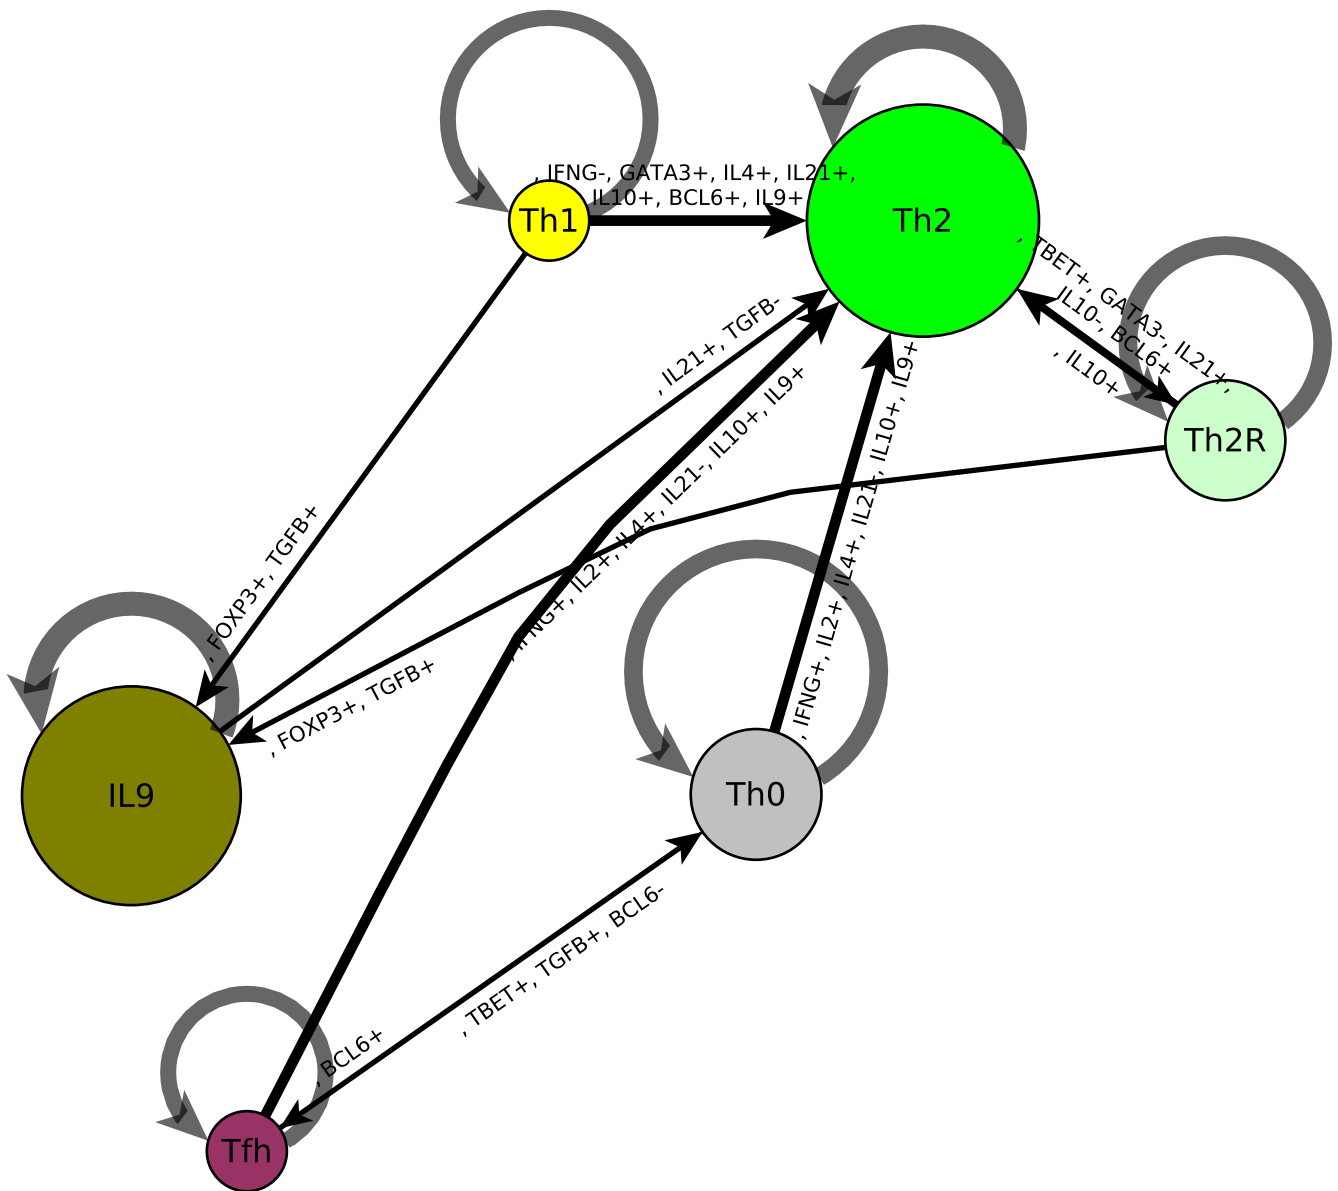 , IFNG-, GATA3+, IL4+, IL21+,
IL10+, BCL6+, IL9+
Th1
Th2
, TBET+, GATA3-, IL21+,
IL10-, BCL6+
, IL10+
, IL21+, TGFB-
Th2R
, IFNG+, IL2+, IL4+, IL21-, IL10+, IL9+
, IFNG+, IL2+, IL4+, IL21-, IL10+, IL9+
, FOXP3+, TGFB+
, FOXP3+, TGFB+
IL9
Th0
, TBET+, TGFB+, BCL6-
, BCL6+
Tfh